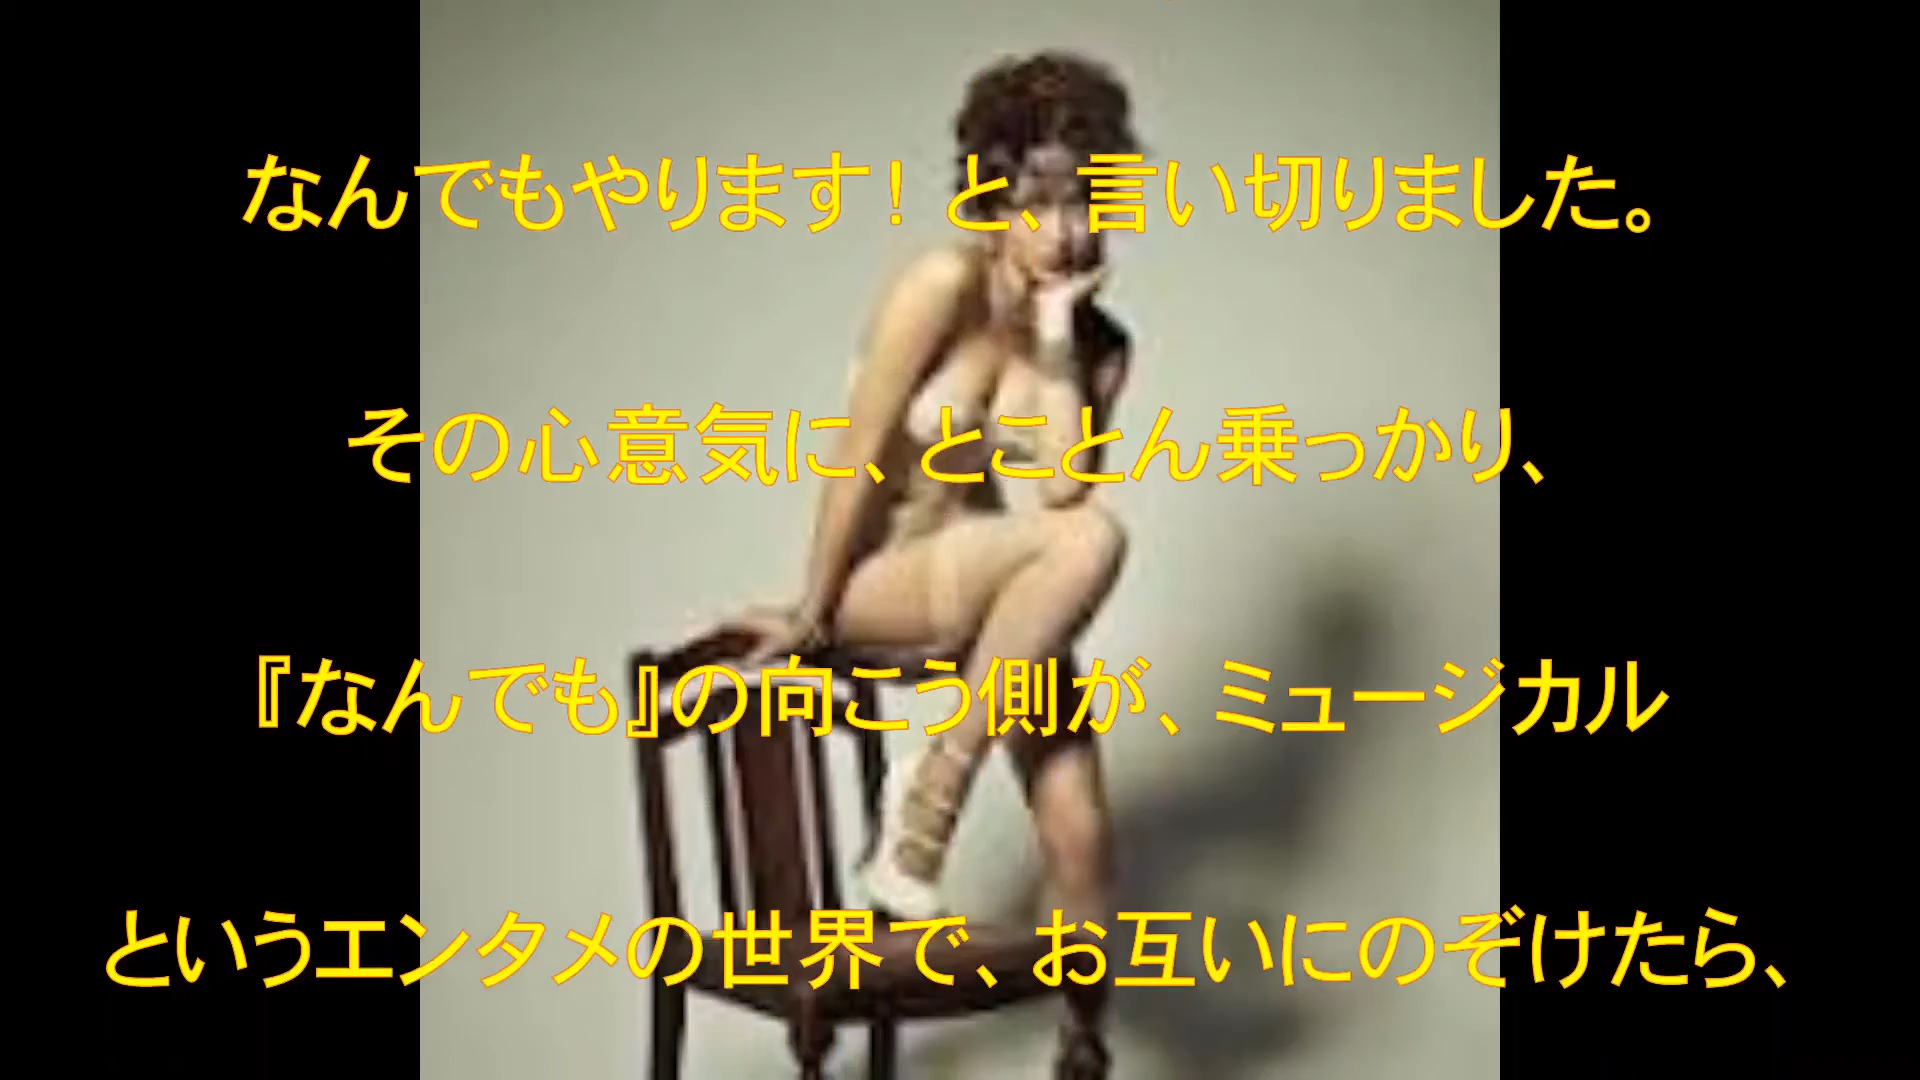 なんでもやります！と、言い切りました。
その心意気に、とことん乗っかり、
『なんでも』の向こう側が、ミュージカル
というエンタメの世界で、お互いにのぞけたら、